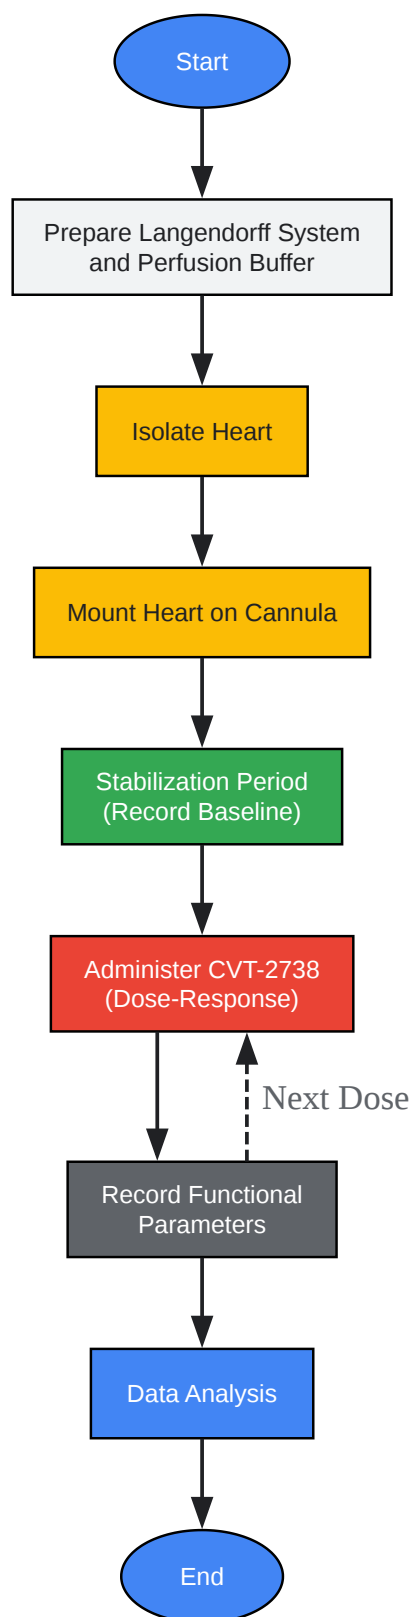 Start
Prepare Langendorff System
and Perfusion Buffer
Isolate Heart
Mount Heart on Cannula
Stabilization Period
(Record Baseline)
Administer CVT-2738
(Dose-Response)
Next Dose
Record Functional
Parameters
Data Analysis
End